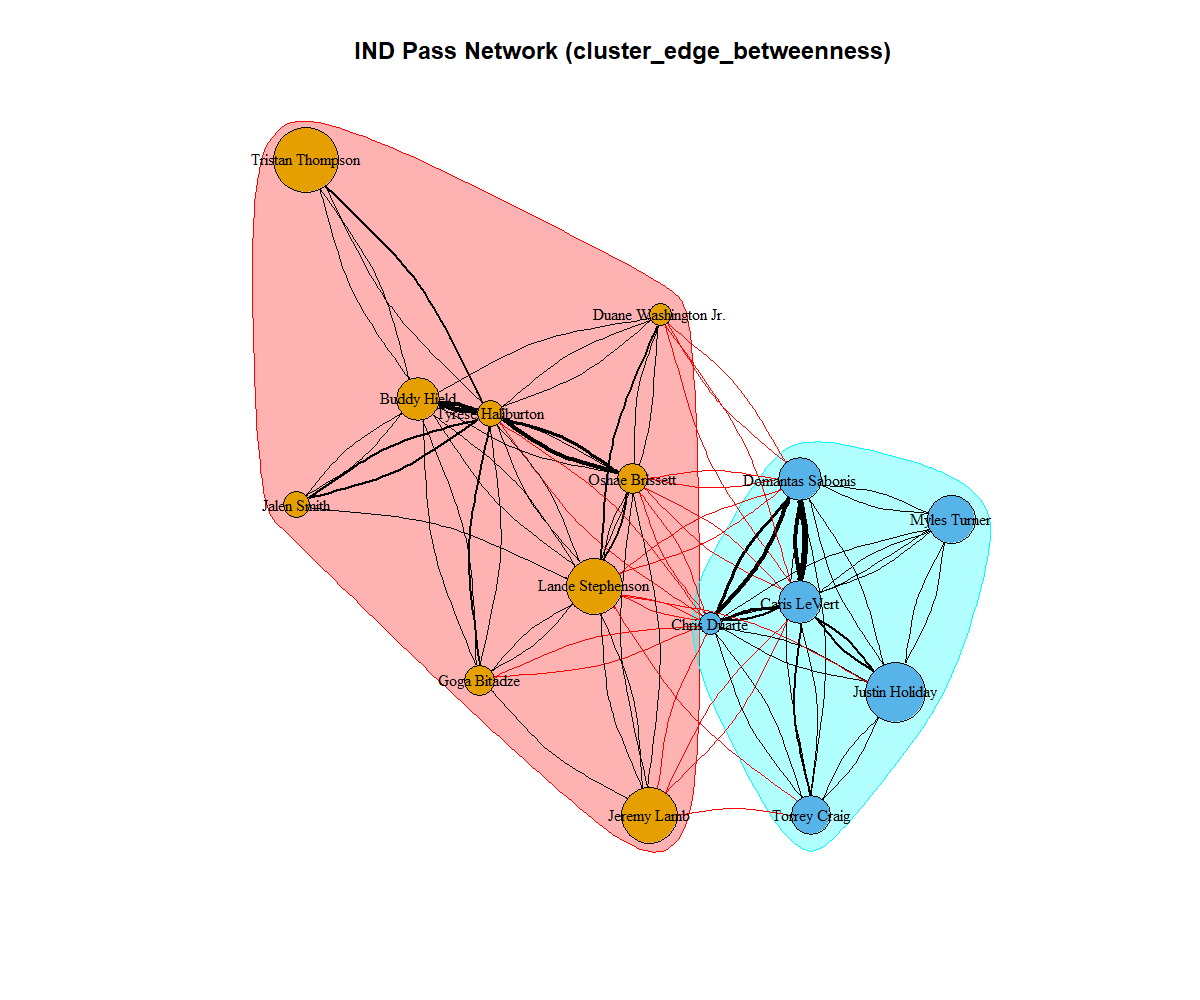 IND Pass Network (cluster_edge_betweenness)
Tristan Thompson
Duane Washington Jr.
Buddy Hield
Tyrese Haliburton
Oshae Brissett
Domantas Sabonis
Jalen Smith
Myles Turner
Lance Stephenson
Caris LeVert
Chris Duarte
Goga Bitadze
Justin Holiday
Jeremy Lamb
Torrey Craig